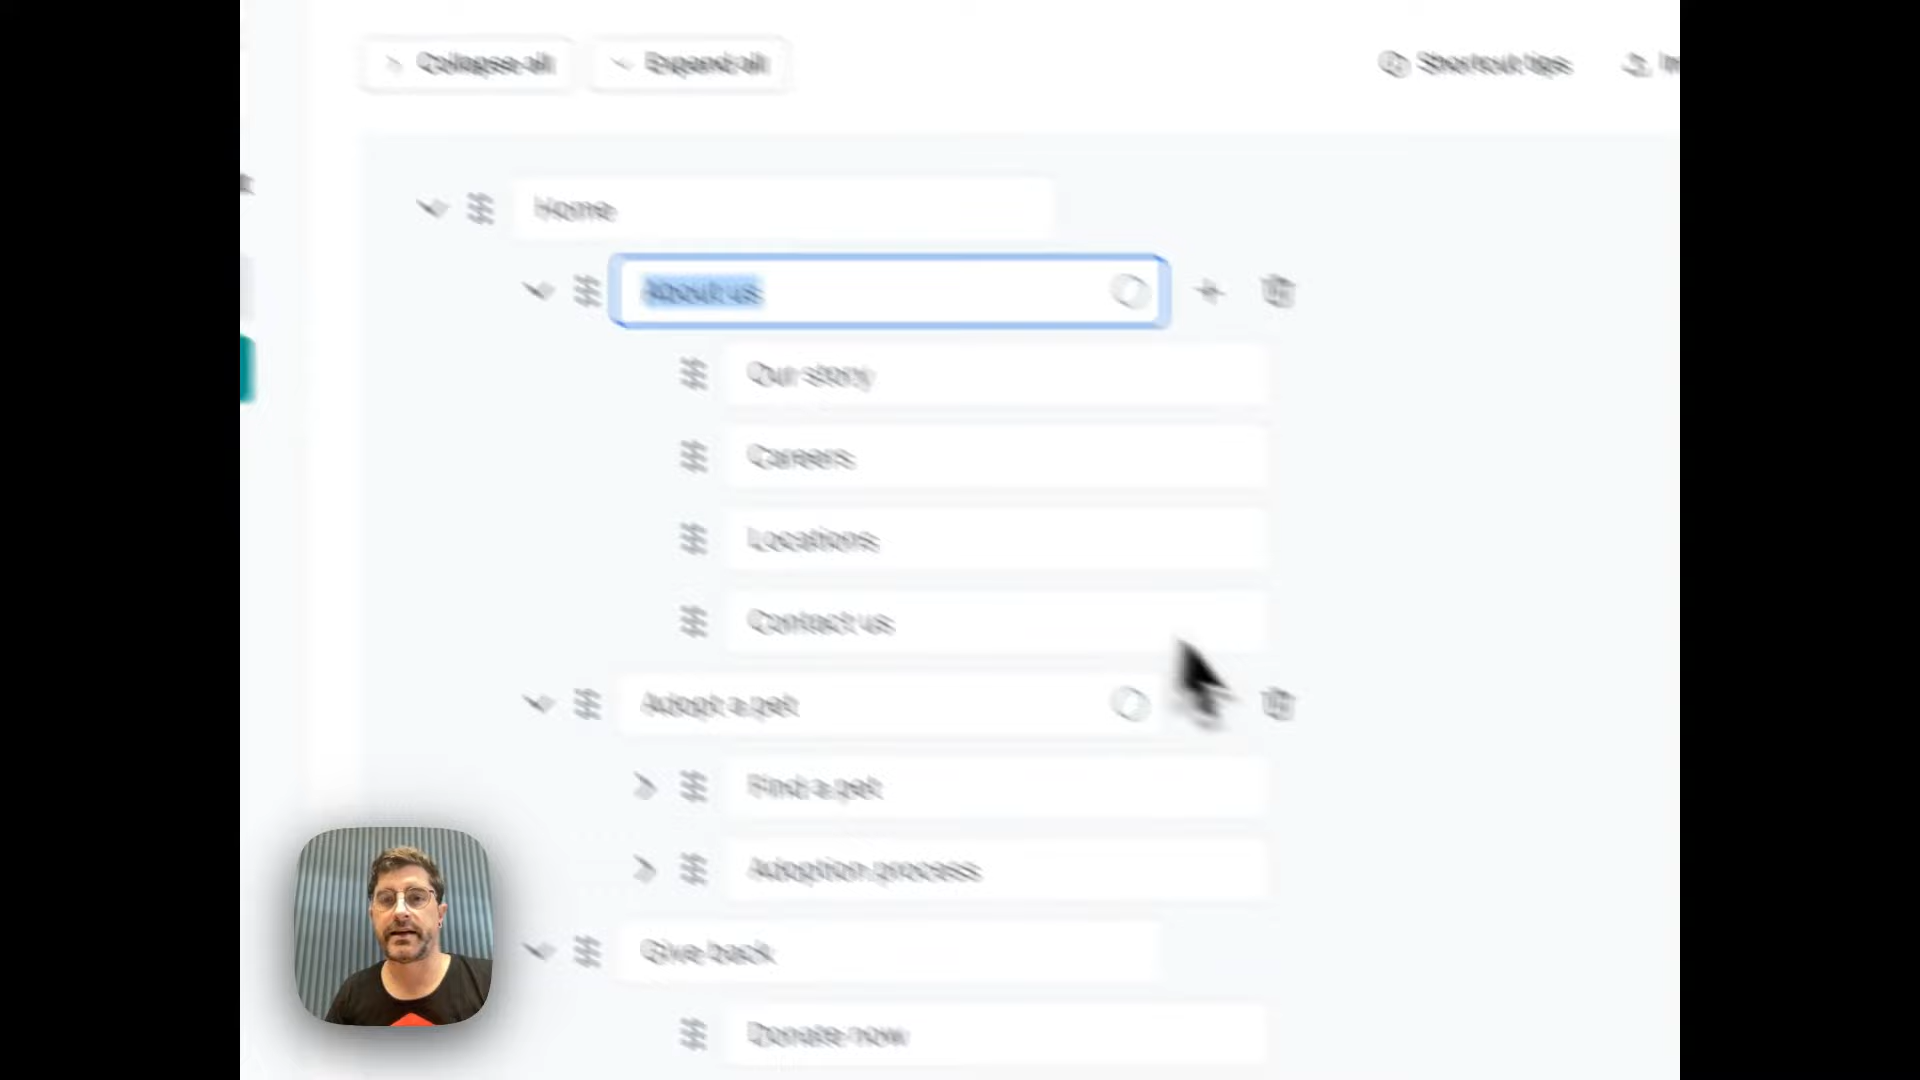 Collapse all
Expand all
Shortcut tips
Home
About us
Our story
Careers
Locations
Contact us
Adopt a pet
Find a pet
Adoption process
Give back
Donate now